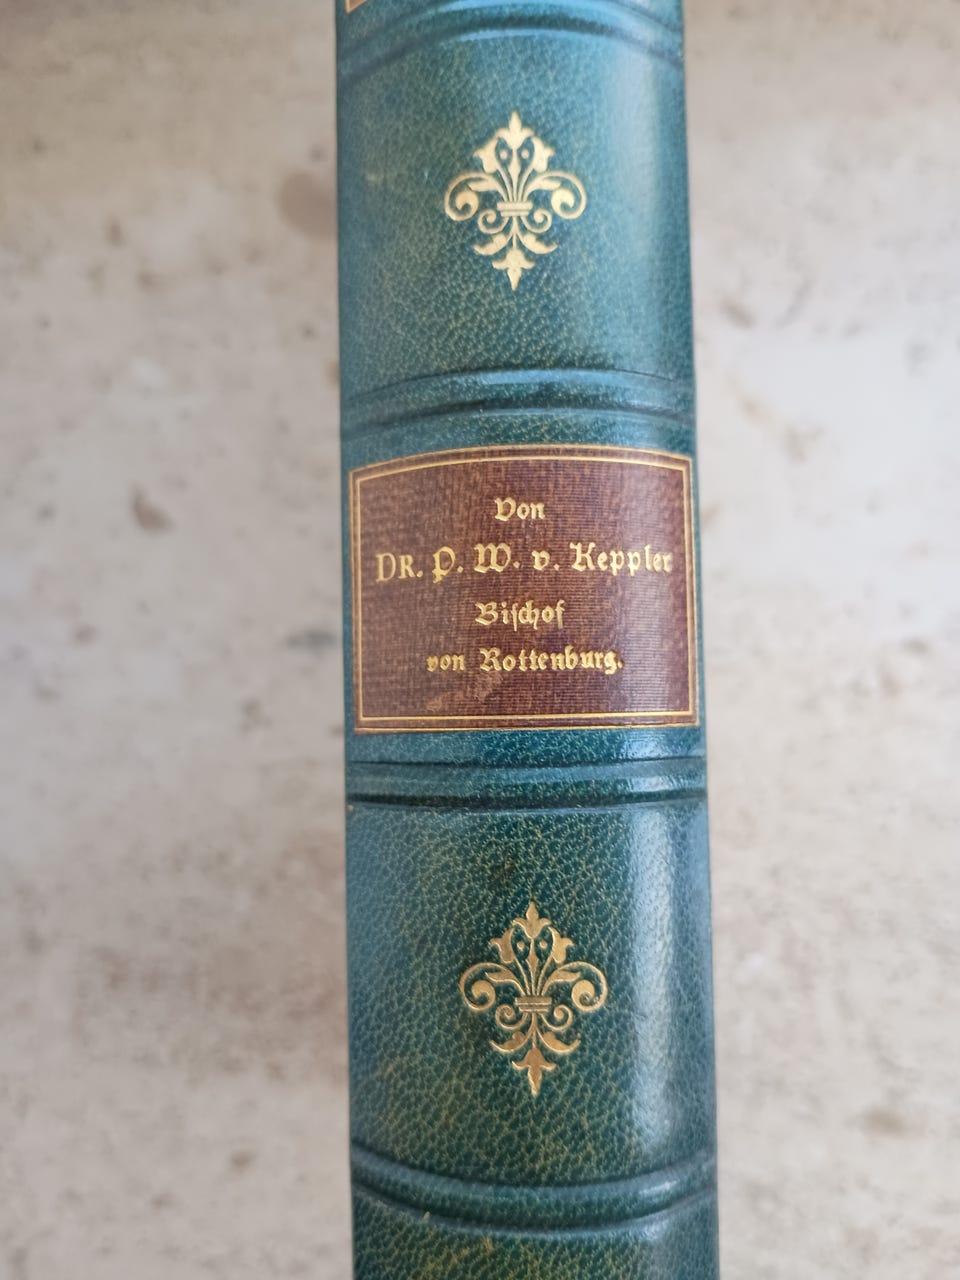 Von
DR. P. W. v. Keppler
Bischof
von Rottenburg.